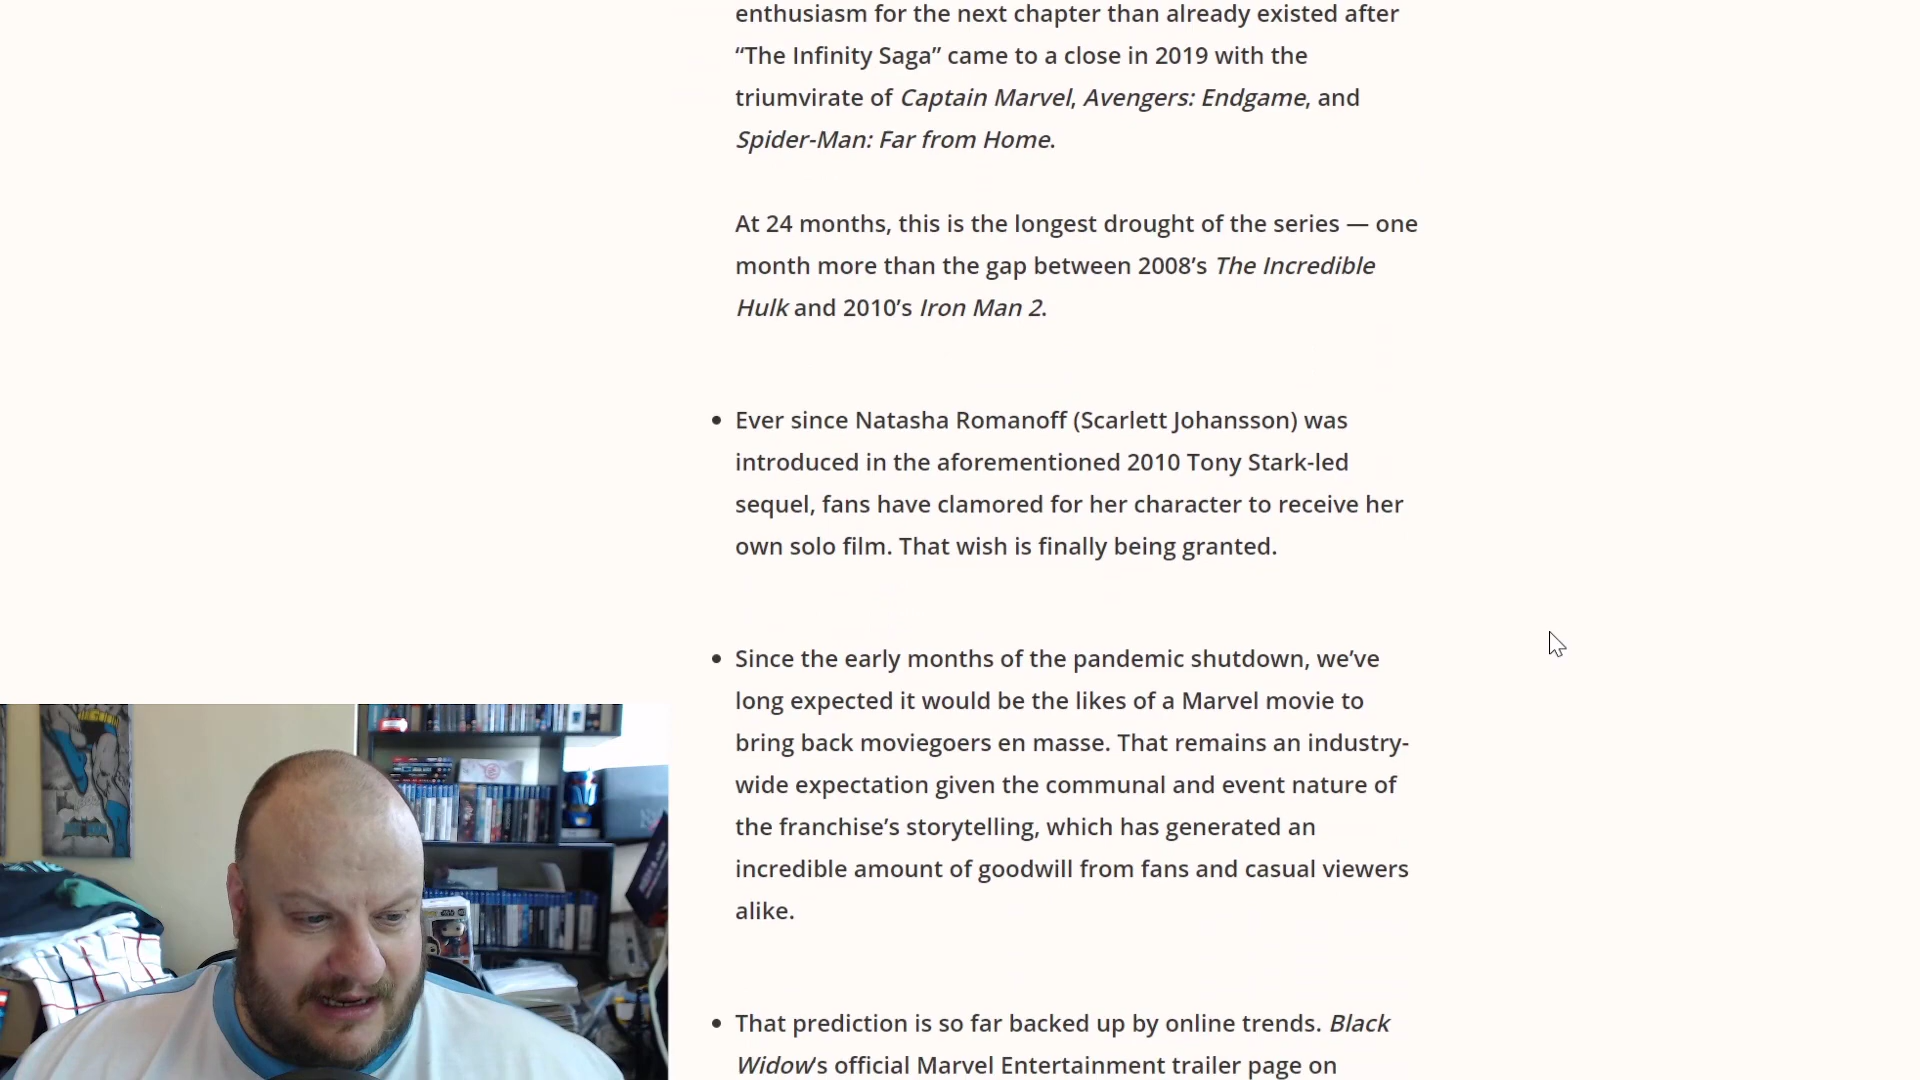 enthusiasm for the next chapter than already existed after
“The Infinity Saga” came to a close in 2019 with the
triumvirate of Captain Marvel, Avengers: Endgame, and
Spider-Man: Far from Home.
At 24 months, this is the longest drought of the series — one
month more than the gap between 2008’s The Incredible
Hulk and 2010’s Iron Man 2.
• Ever since Natasha Romanoff (Scarlett Johansson) was
introduced in the aforementioned 2010 Tony Stark-led
sequel, fans have clamored for her character to receive her
own solo film. That wish is finally being granted.
• Since the early months of the pandemic shutdown, we’ve
long expected it would be the likes of a Marvel movie to
bring back moviegoers en masse. That remains an industry-
wide expectation given the communal and event nature of
the franchise’s storytelling, which has generated an
incredible amount of goodwill from fans and casual viewers
alike.
• That prediction is so far backed up by online trends. Black
Widow’s official Marvel Entertainment trailer page on